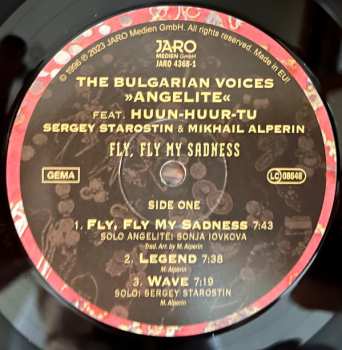 © 1996 ℗ 2023 JARO Medien GmbH. All rights reserved. Made in EU!
JARO
MEDIEN GmbH
JARO 4368-1
THE BULGARIAN VOICES
»ANGELITE«
FEAT. HUUN-HUUR-TU
SERGEY STAROSTIN & MIKHAIL ALPERIN
FLY, FLY MY SADNESS
GEMA
LC 08648
SIDE ONE
1. FLY, FLY MY SADNESS 7:43
SOLO ANGELITE: SONJA IOVKOVA
Trad. Arr. by M. Alperin
2. LEGEND 7:38
M. Alperin
3. WAVE 7:19
SOLO: SERGEY STAROSTIN
M. Alperin